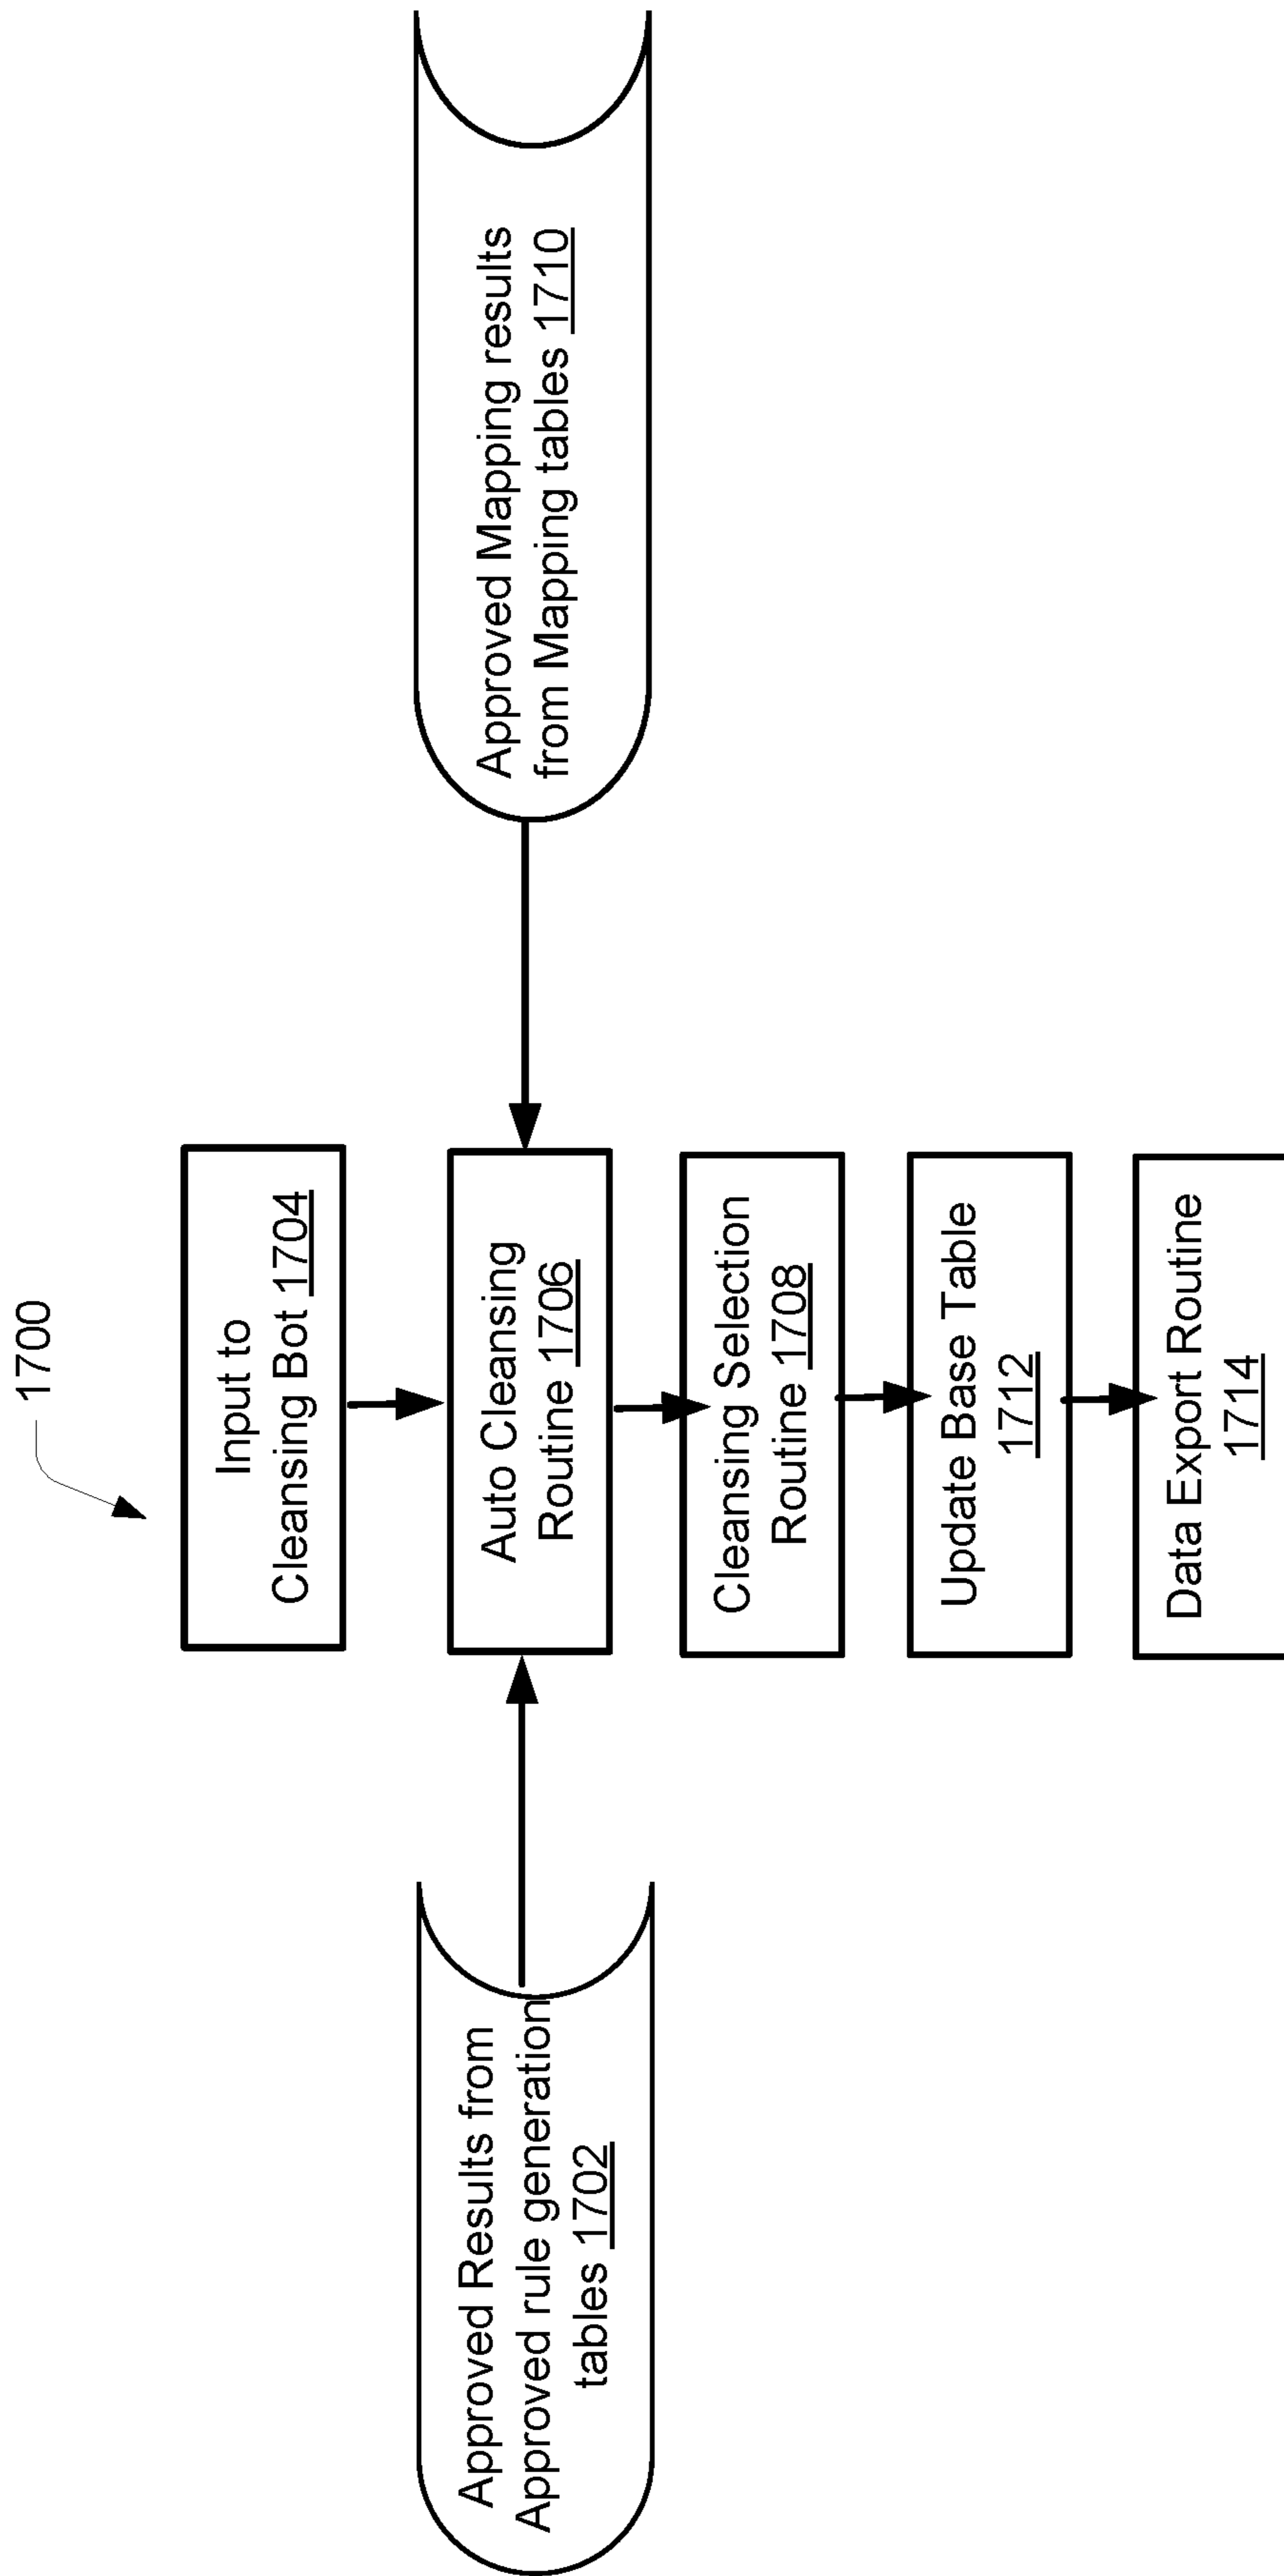 1700
Input to
Cleansing Bot 1704
Approved Results from
Approved rule generation
tables 1702
Auto Cleansing
Routine 1706
Approved Mapping results
from Mapping tables 1710
Cleansing Selection
Routine 1708
Update Base Table
1712
Data Export Routine
1714